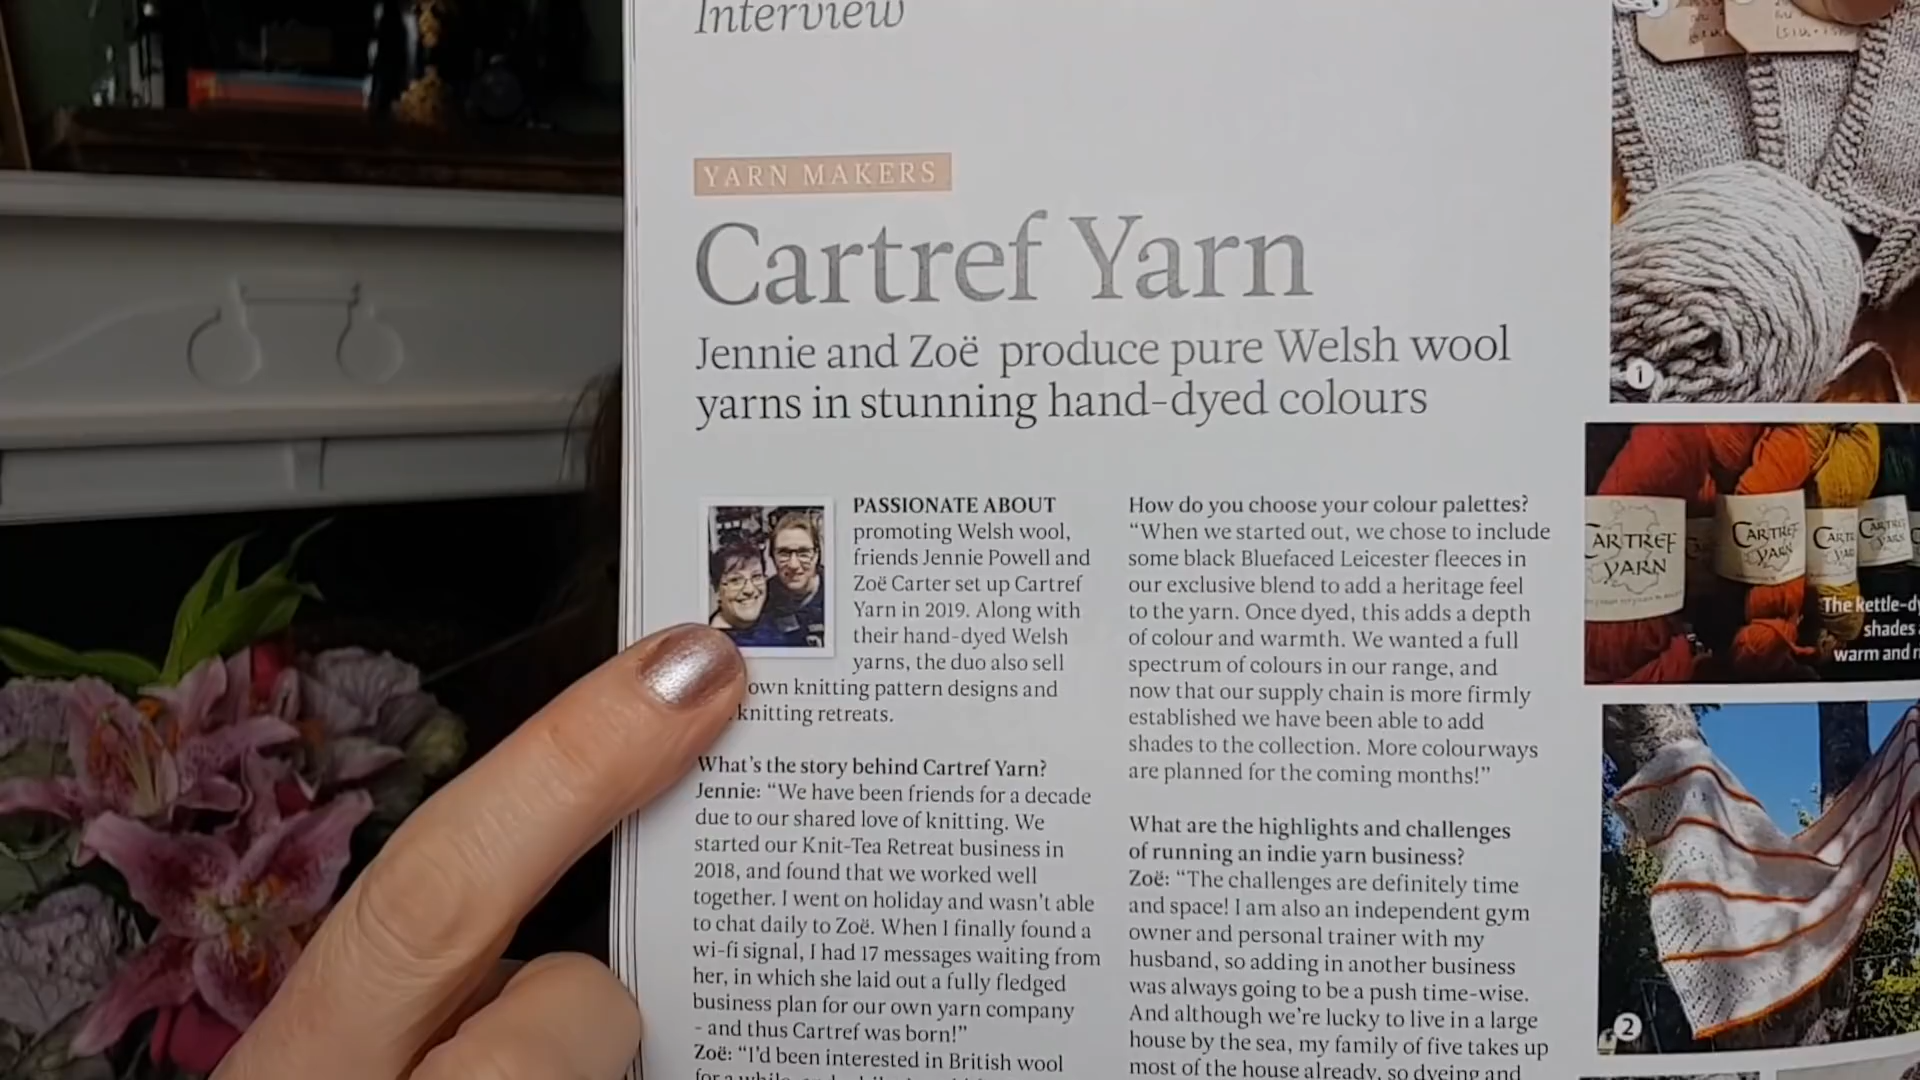 Interview
YARN MAKERS
Cartref Yarn
Jennie and Zoë produce pure Welsh wool
yarns in stunning hand-dyed colours
PASSIONATE ABOUT
promoting Welsh wool,
friends Jennie Powell and
Zoë Carter set up Cartref
Yarn in 2019. Along with
their hand-dyed Welsh
yarns, the duo also sell
own knitting pattern designs and
knitting retreats.
What's the story behind Cartref Yarn?
Jennie: “We have been friends for a decade
due to our shared love of knitting. We
started our Knit-Tea Retreat business in
2018, and found that we worked well
together. I went on holiday and wasn't able
to chat daily to Zoë. When I finally found a
wi-fi signal, I had 17 messages waiting from
her, in which she laid out a fully fledged
business plan for our own yarn company
- and thus Cartref was born!”
Zoë: “I'd been interested in British wool
for a while,
How do you choose your colour palettes?
“When we started out, we chose to include
some black Bluefaced Leicester fleeces in
our exclusive blend to add a heritage feel
to the yarn. Once dyed, this adds a depth
of colour and warmth. We wanted a full
spectrum of colours in our range, and
now that our supply chain is more firmly
established we have been able to add
shades to the collection. More colourways
are planned for the coming months!”
What are the highlights and challenges
of running an indie yarn business?
Zoë: “The challenges are definitely time
and space! I am also an independent gym
owner and personal trainer with my
husband, so adding in another business
was always going to be a push time-wise.
And although we're lucky to live in a large
house by the sea, my family of five takes up
most of the house already, so dyeing and
1
ARTREF
YARN
CARTREF
YARN
CARTREF
YARN
The kettle-d
shades
warm and
2